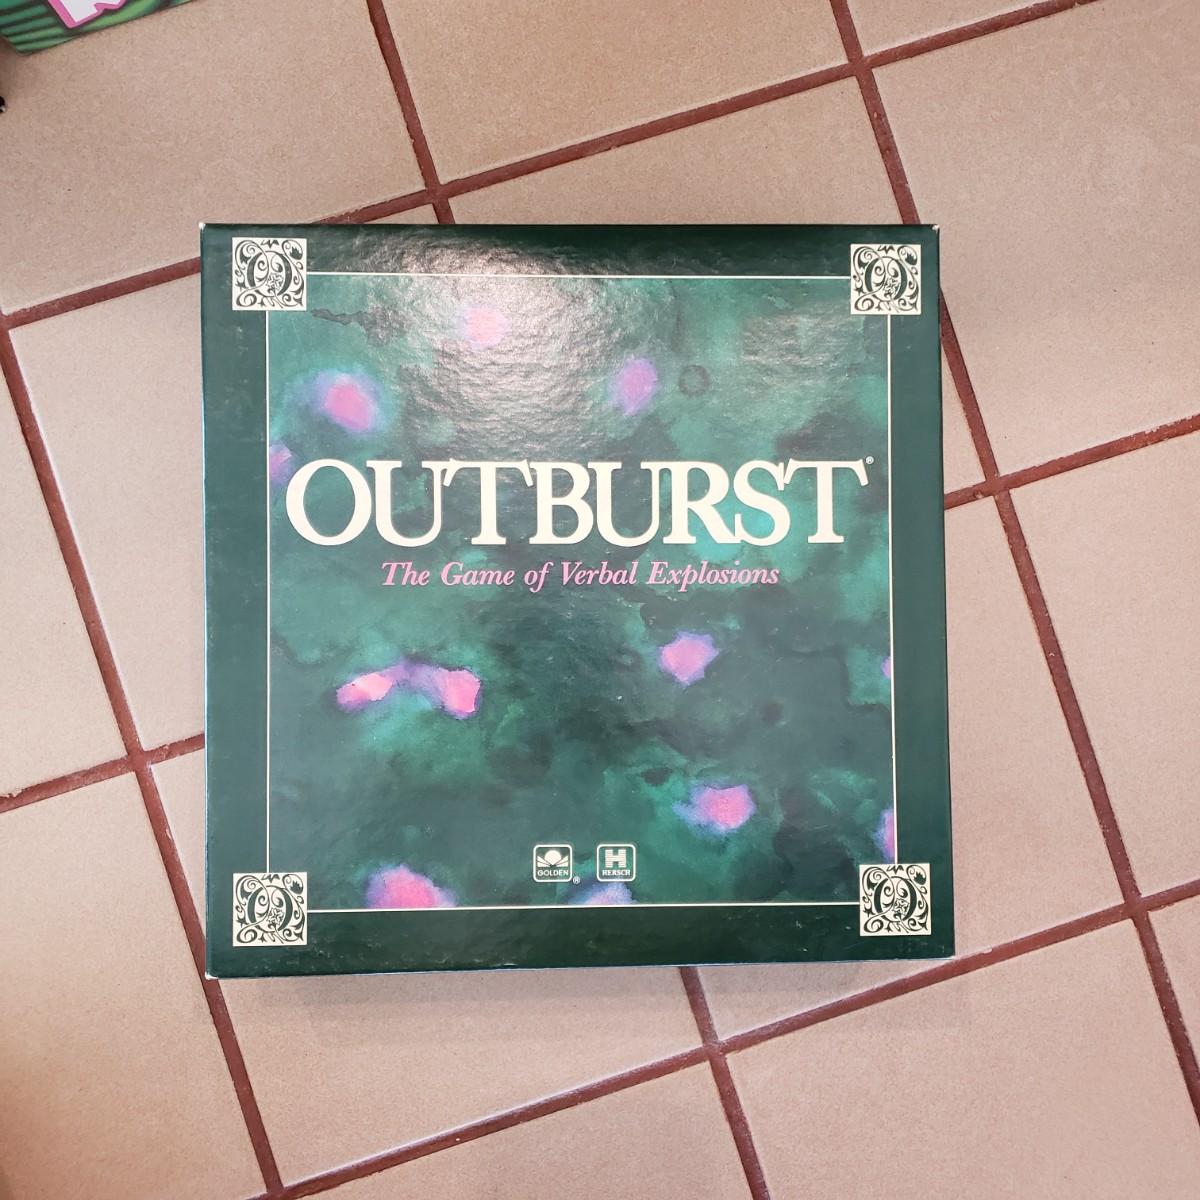 OUTBURST®
The Game of Verbal Explosions
GOLDEN ®
H
HERSCH